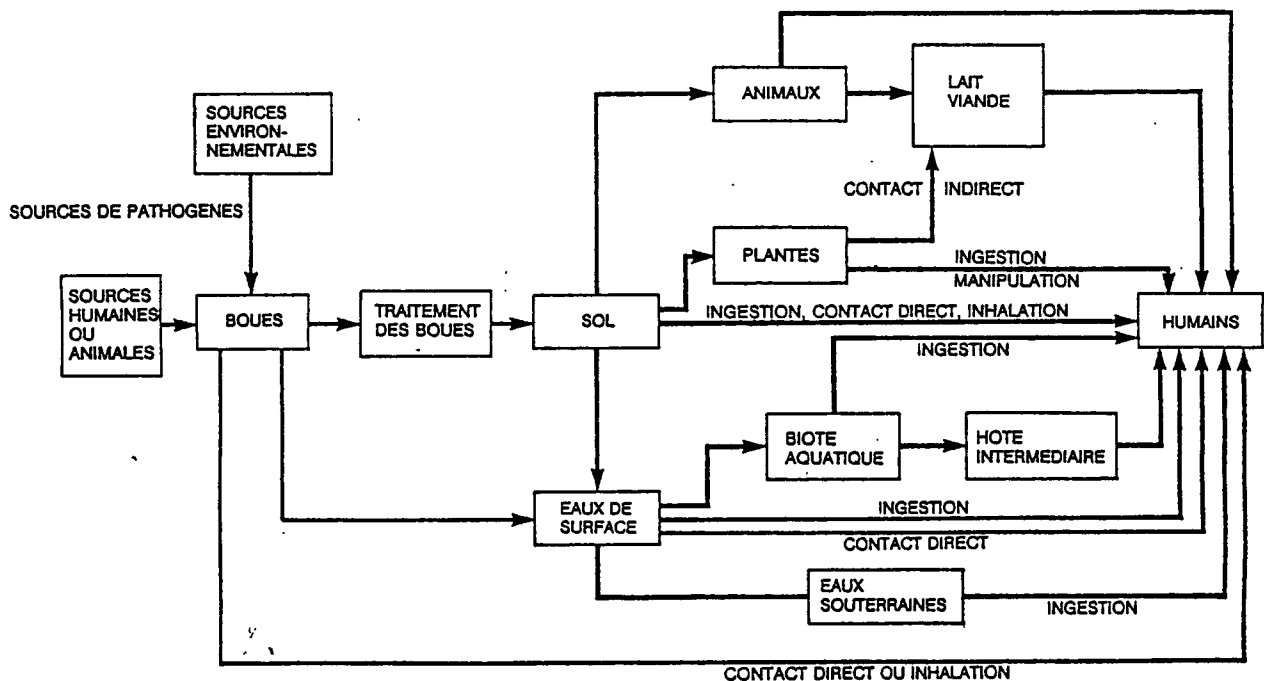 ANIMAUX
LAIT
VIANDE
SOURCES
ENVIRON-
NEMENTALES
CONTACT INDIRECT
SOURCES DE PATHOGENES
PLANTES
INGESTION
MANIPULATION
SOURCES
HUMAINES
OU
ANIMALES
BOUES
TRAITEMENT
DES BOUES
SOL
INGESTION, CONTACT DIRECT, INHALATION
HUMAINS
INGESTION
BIOTE
AQUATIQUE
HOTE
INTERMEDIAIRE
EAUX DE
SURFACE
INGESTION
CONTACT DIRECT
EAUX
SOUTERRAINES
INGESTION
CONTACT DIRECT OU INHALATION